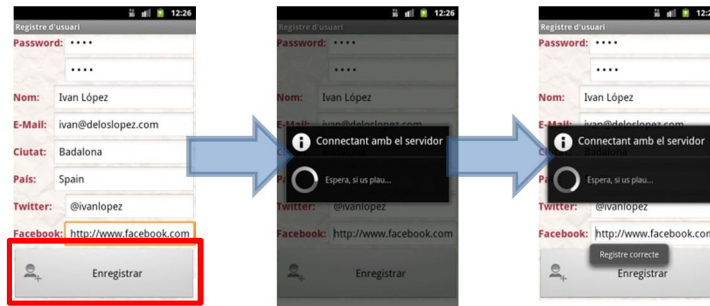 12:26
Registre d'usuari
Password: ••••
••••
Nom: Ivan López
E-Mail: ivan@deloslopez.com
Ciutat: Badalona
País: Spain
Twitter: @ivanlopez
Facebook: http://www.facebook.com
Enregistrar
12:26
Registre d'usuari
Password: ••••
••••
Nom: Ivan López
ivan@deloslopez.com
Connectant amb el servidor
Espera, si us plau...
Twitter: @ivanlopez
Facebook: http://www.facebook.com
Enregistrar
Registre d'usuari
Password: ••••
••••
Nom: Ivan López
E-Mail: ivan@deloslopez.com
Connectant amb el servidor
Espera, si us plau...
Twitter: @ivanlopez
Facebook: http://www.facebook.com
Registre correcte
Enregistrar